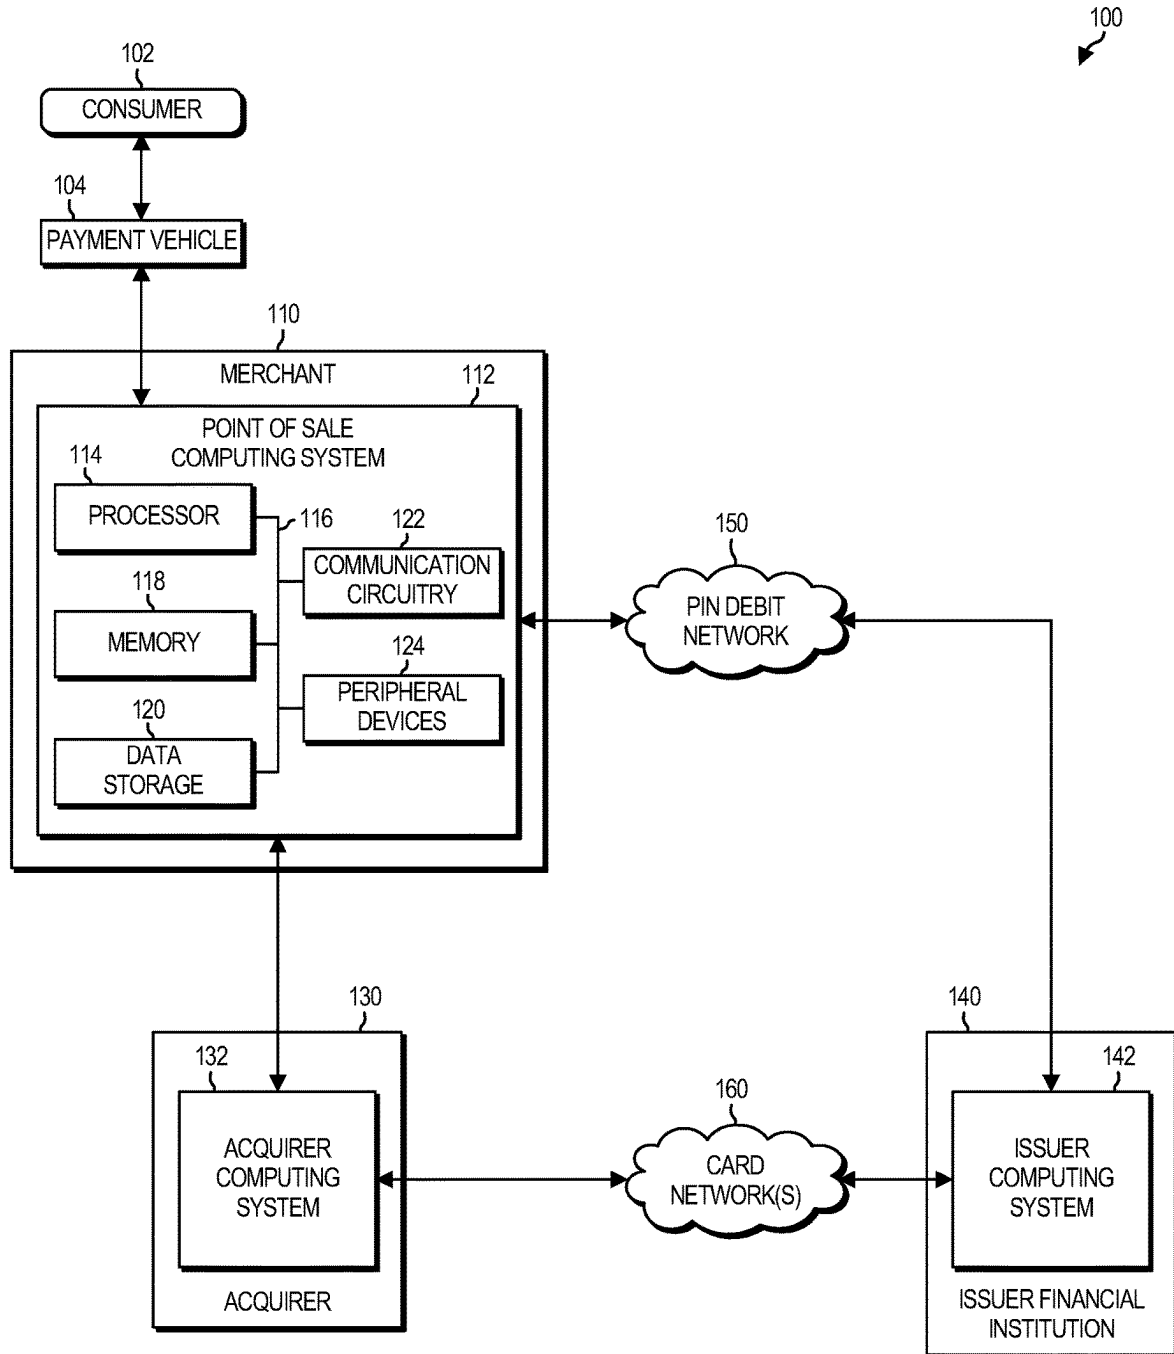 100
102
CONSUMER
104
PAYMENT VEHICLE
110
MERCHANT
112
POINT OF SALE
COMPUTING SYSTEM
114
PROCESSOR
116
122
COMMUNICATION
CIRCUITRY
118
MEMORY
124
PERIPHERAL
DEVICES
120
DATA
STORAGE
150
PIN DEBIT
NETWORK
130
132
ACQUIRER
COMPUTING
SYSTEM
ACQUIRER
160
CARD
NETWORK(S)
140
142
ISSUER
COMPUTING
SYSTEM
ISSUER FINANCIAL
INSTITUTION